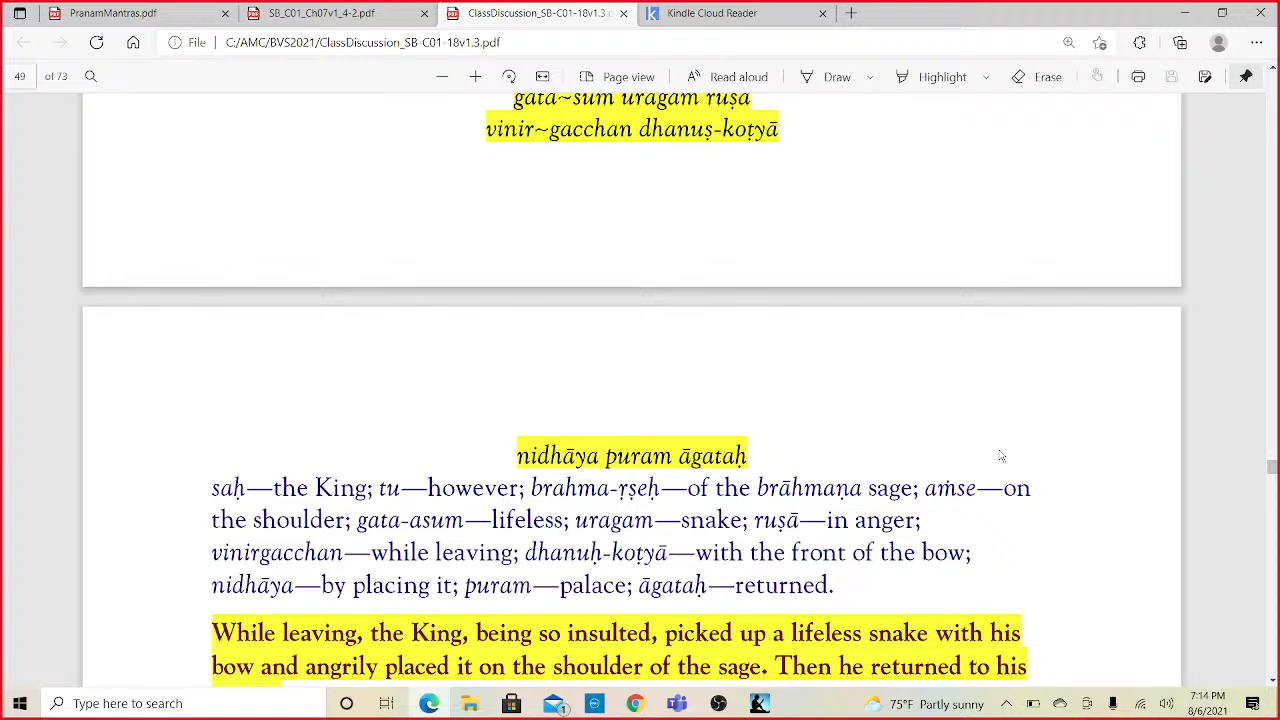 PranamMantras.pdf
SB_C01_Ch07v1_4-2.pdf
ClassDiscussion_SB-C01-18v1.3.p
Kindle Cloud Reader
File
C:/AMC/BVS2021/ClassDiscussion_SB-C01-18v1.3.pdf
49 of 73
Page view
Read aloud
Draw
Highlight
Erase
gata~sum uragam ruṣā
vinir~gacchan dhanuṣ-koṭyā
nidhāya puram āgataḥ
saḥ—the King; tu—however; brahma-ṛṣeḥ—of the brāhmaṇa sage; aṁse—on
the shoulder; gata-asum—lifeless; uragam—snake; ruṣā—in anger;
vinirgacchan—while leaving; dhanuḥ-koṭyā—with the front of the bow;
nidhāya—by placing it; puram—palace; āgataḥ—returned.
While leaving, the King, being so insulted, picked up a lifeless snake with his
bow and angrily placed it on the shoulder of the sage. Then he returned to his
Type here to search
75°F Partly sunny
7:14 PM
8/6/2021